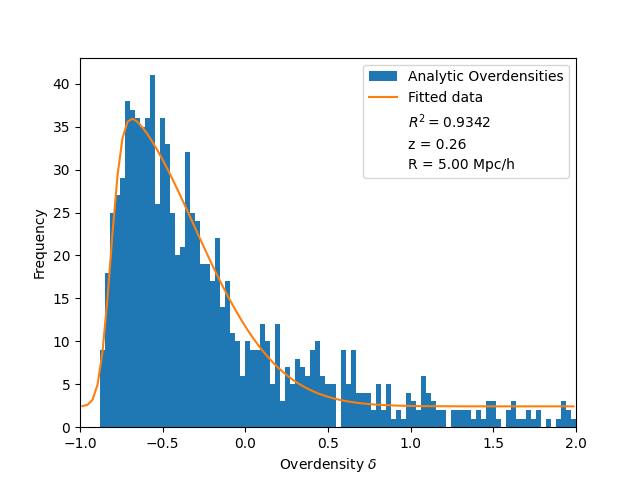 Analytic Overdensities
Fitted data
R² = 0.9342
z = 0.26
R = 5.00 Mpc/h
Frequency
40
35
30
25
20
15
10
5
0
−1.0 −0.5 0.0 0.5 1.0 1.5 2.0
Overdensity δ